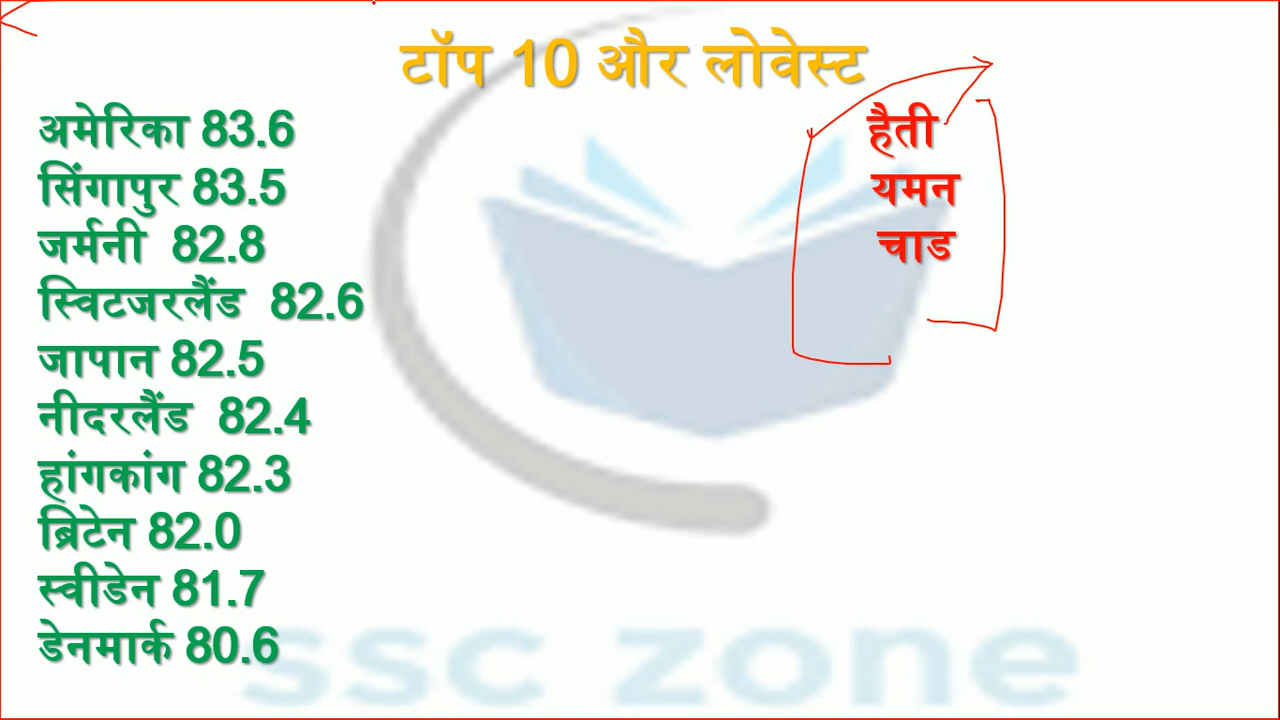 टॉप 10 और लोवेस्ट
अमेरिका 83.6
सिंगापुर 83.5
जर्मनी 82.8
स्विटजरलैंड 82.6
जापान 82.5
नीदरलैंड 82.4
हांगकांग 82.3
ब्रिटेन 82.0
स्वीडेन 81.7
डेनमार्क 80.6
हैती
यमन
चाड
ssc zone